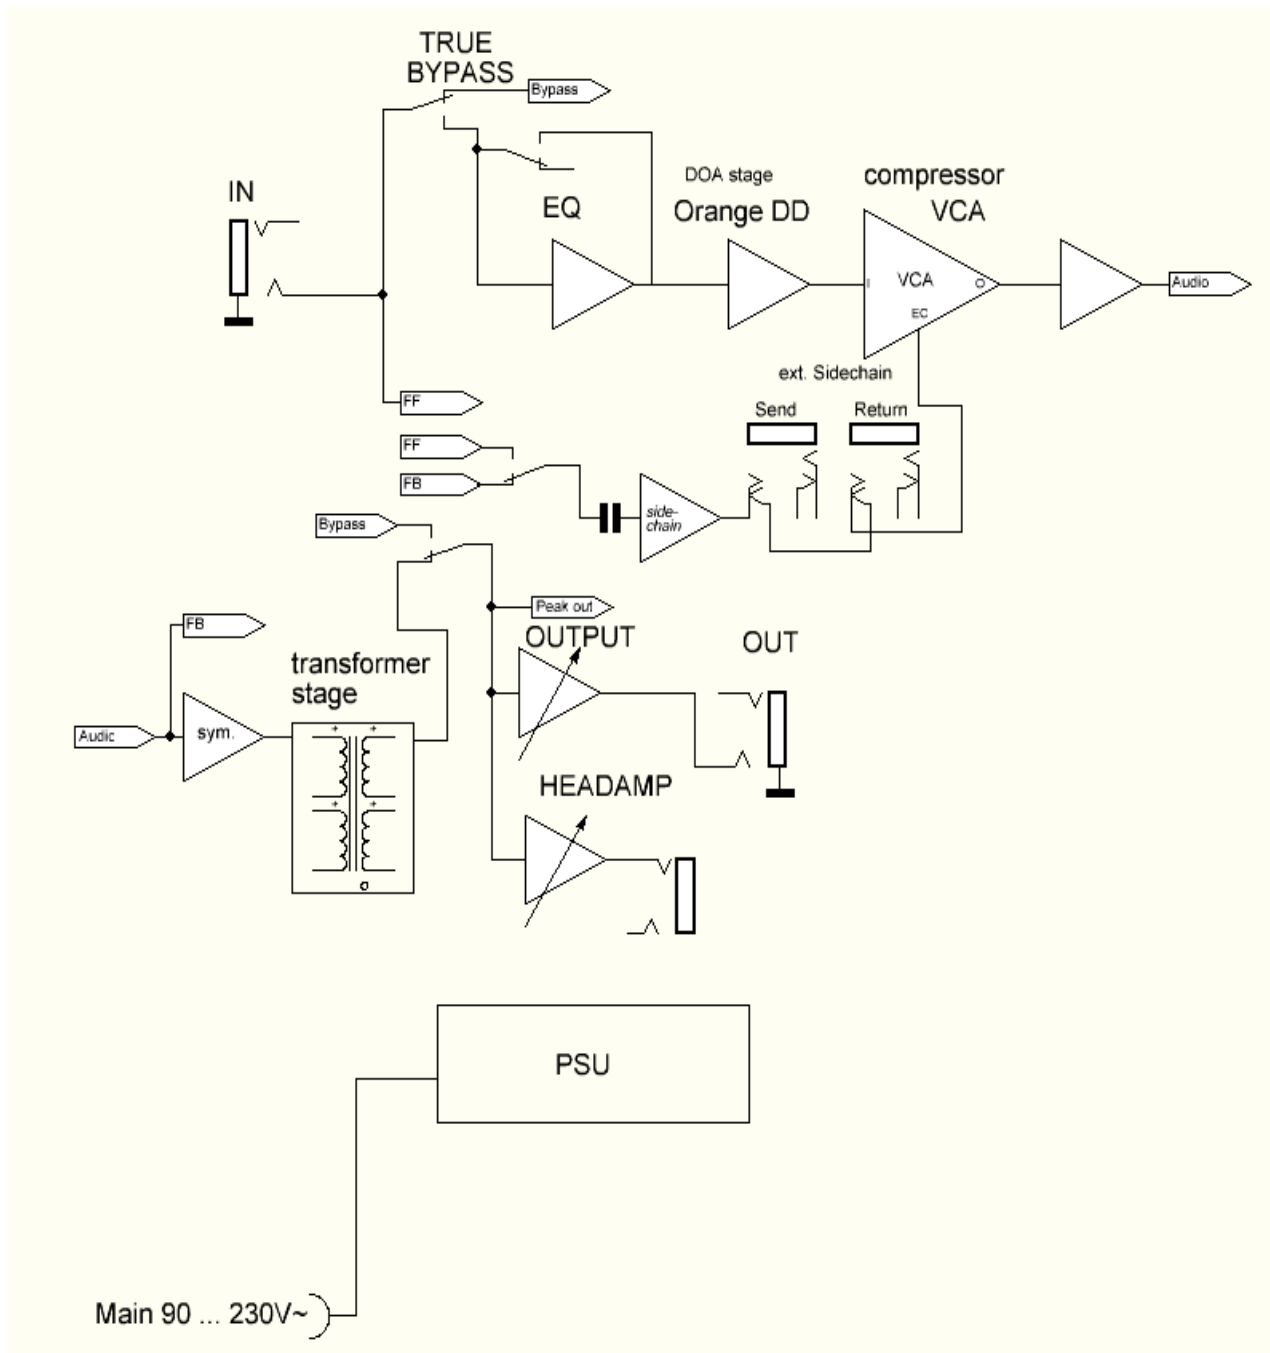 TRUE
BYPASS
Bypass
IN
EQ
DOA stage
Orange DD
compressor
VCA
I
VCA
O
EC
Audio
ext. Sidechain
Send
Return
FF
FF
FB
side-
chain
Bypass
Peak out
FB
OUTPUT
OUT
transformer
stage
Audio
sym.
HEADAMP
PSU
Main 90 ... 230V~